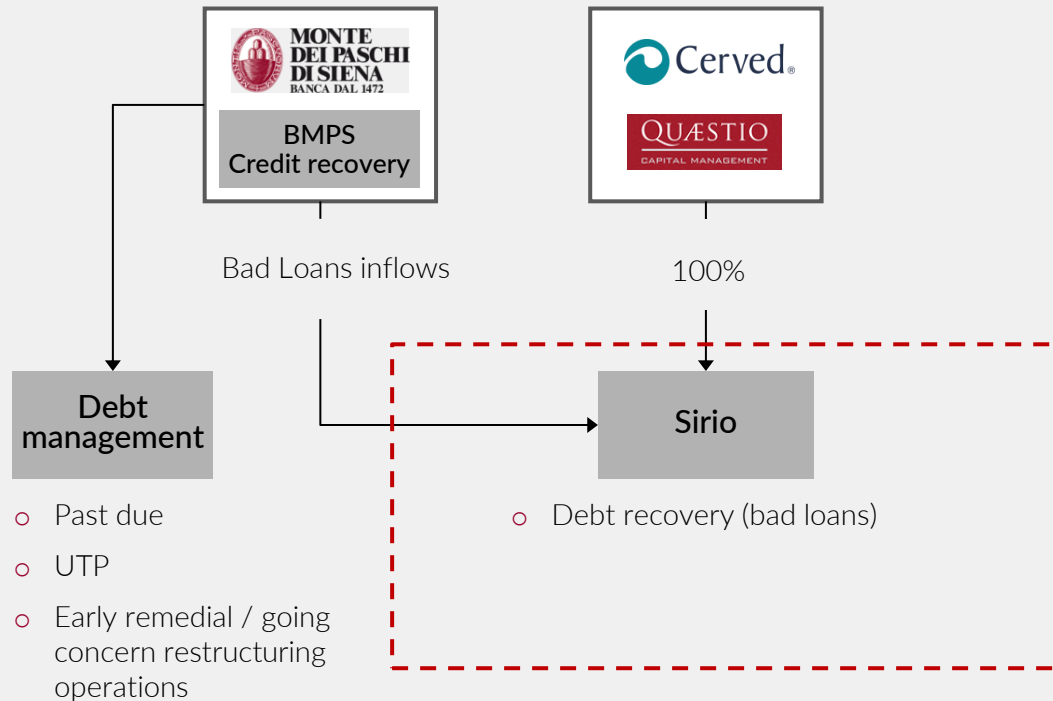 MONTE
DEI PASCHI
DI SIENA
BANCA DAL 1472
BMPS
Credit recovery
Cerved®
QUÆSTIO
CAPITAL MANAGEMENT
Bad Loans inflows
100%
Debt
management
Sirio
o Past due
o UTP
o Early remedial / going
concern restructuring
operations
o Debt recovery (bad loans)